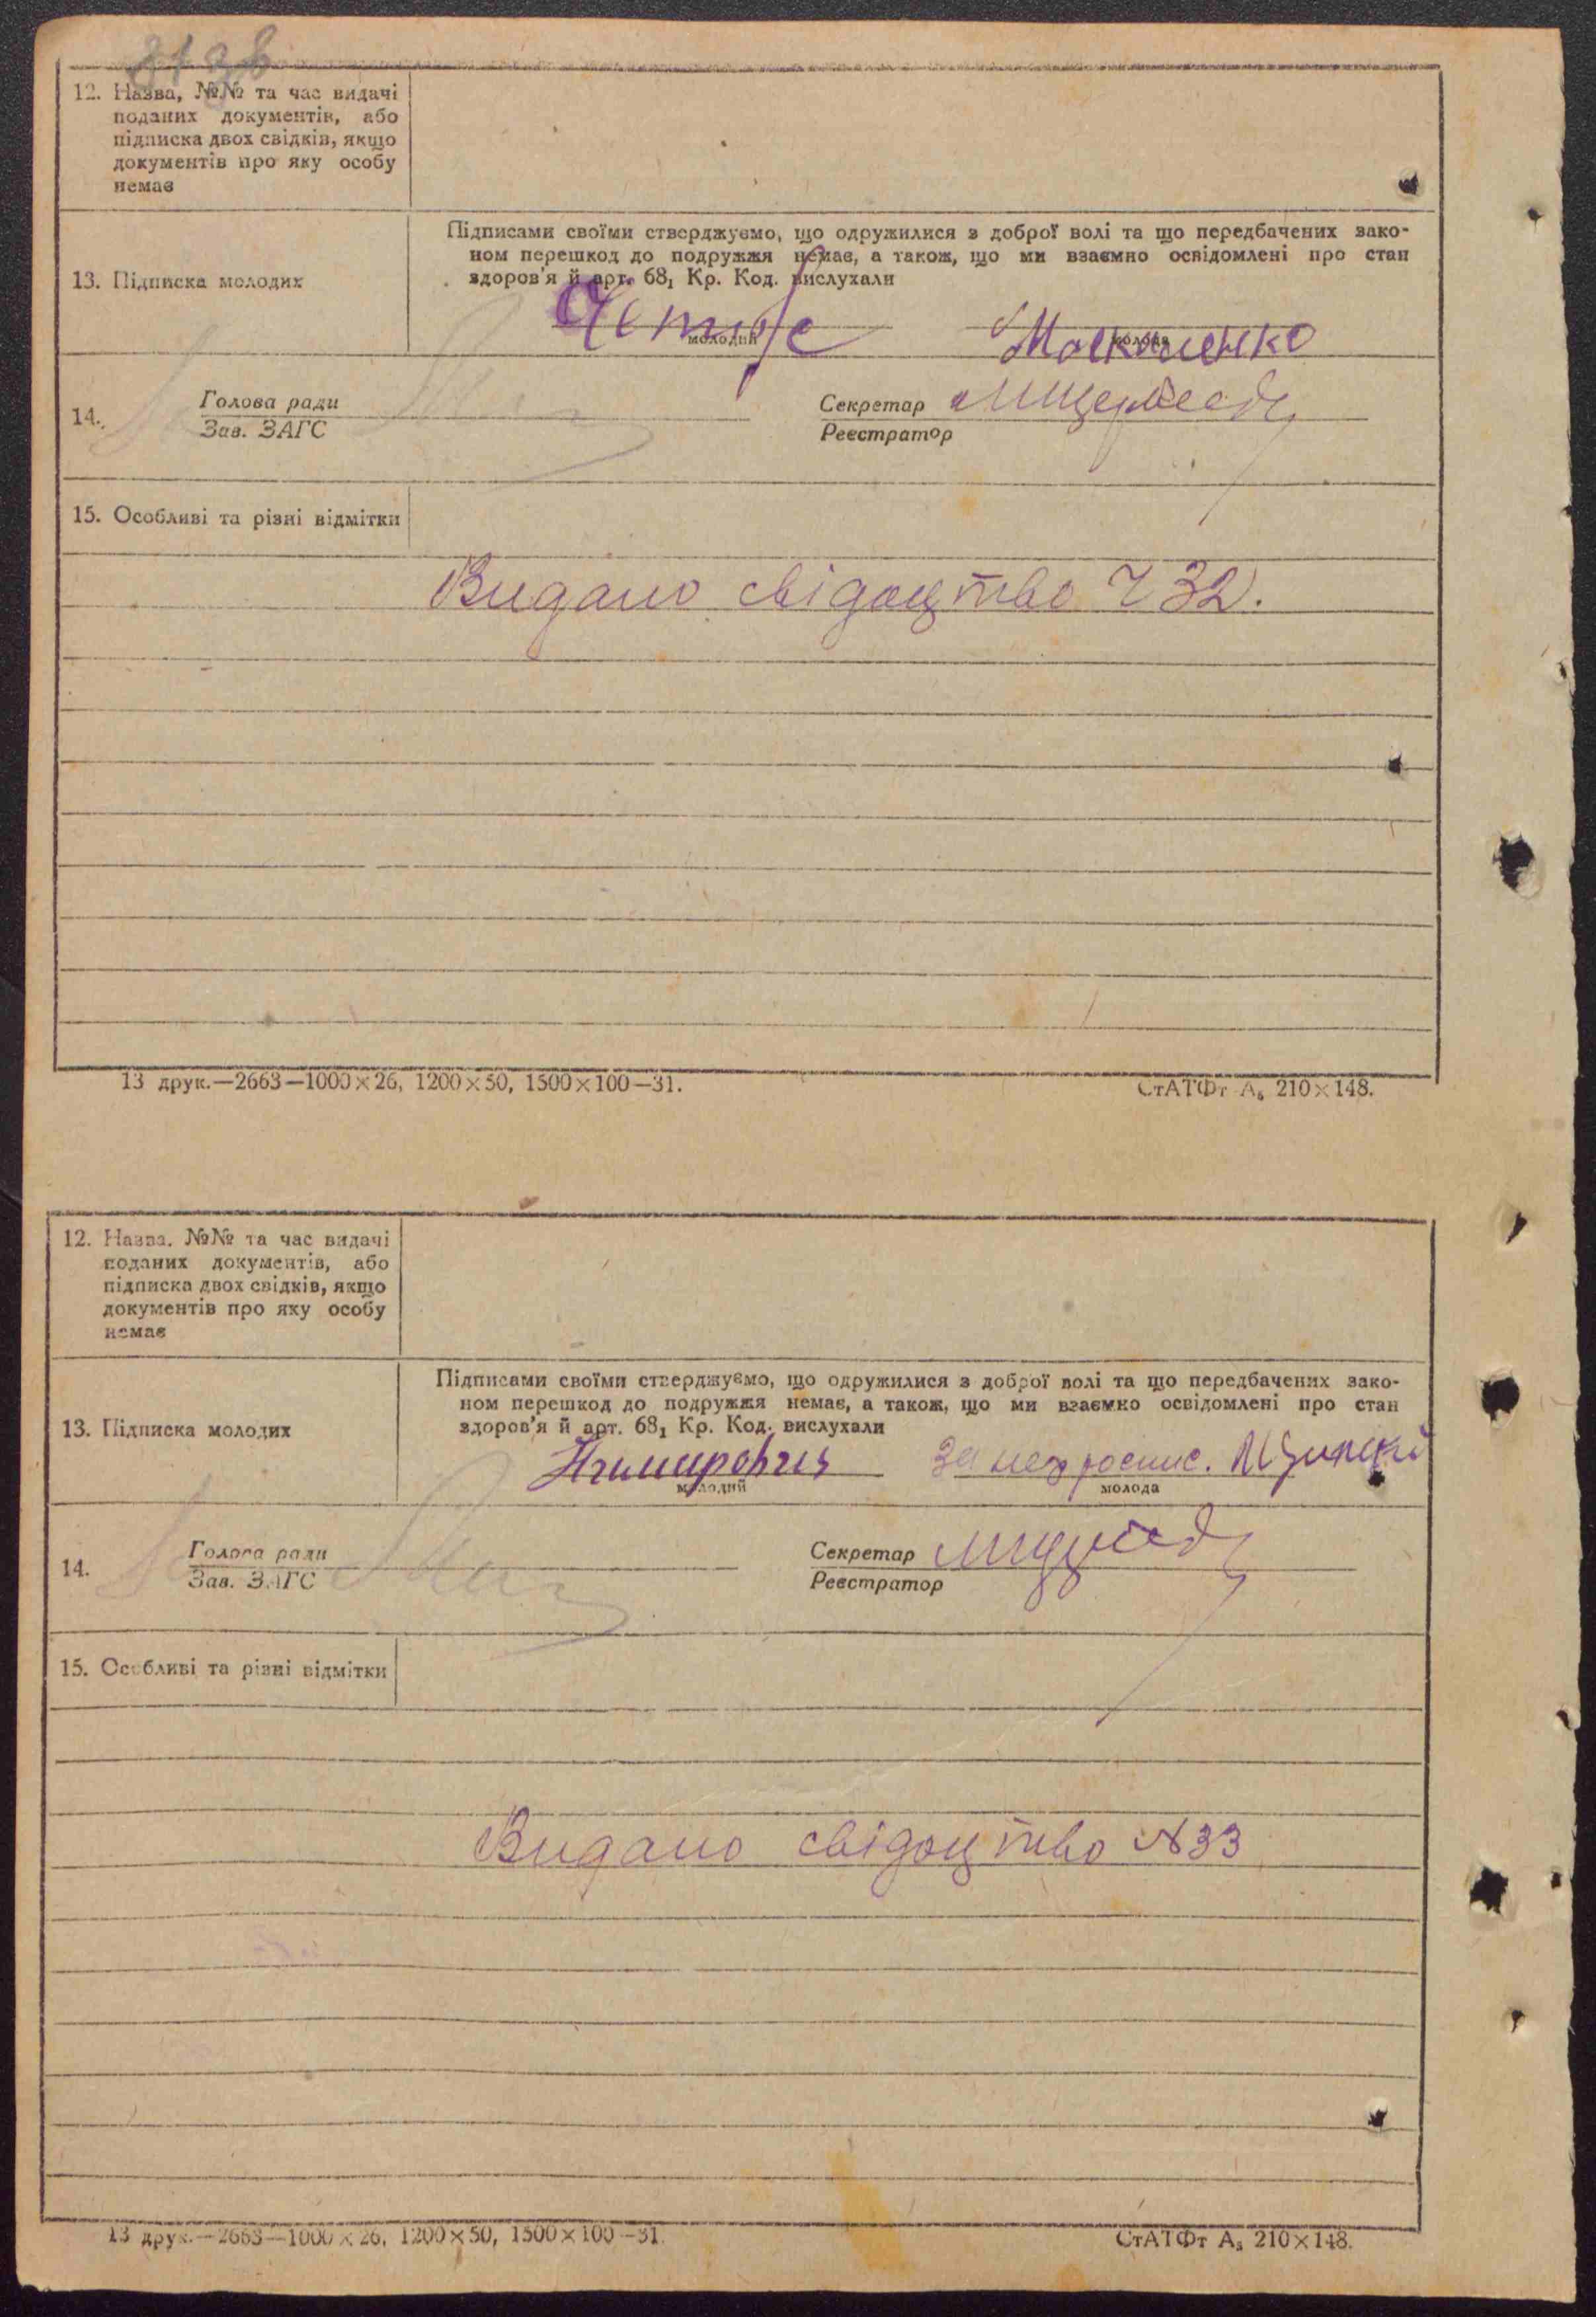 12. Назва, №№ та час видачі
поданих документів, або
підписка двох свідків, якщо
документів про яку особу
немає
13. Підписка молодих
Підписами своїми стверджуємо, що одружилися з доброї волі та що передбачених зако-
ном перешкод до подружжя немає, а також, що ми взаємно освідомлені про стан
здоров'я й арт. 68₁ Кр. Код. вислухали
молодий молода
14. Голова ради Секретар
Зав. ЗАГС Реєстратор
15. Особливі та різні відмітки
Видано свідоцтво Ч 32.
13 друк.—2663—1000×26, 1200×50, 1500×100—31. СтАТФт А₅ 210×148.
12. Назва, №№ та час видачі
поданих документів, або
підписка двох свідків, якщо
документів про яку особу
немає
13. Підписка молодих
Підписами своїми стверджуємо, що одружилися з доброї волі та що передбачених зако-
ном перешкод до подружжя немає, а також, що ми взаємно освідомлені про стан
здоров'я й арт. 68₁ Кр. Код. вислухали
молодий молода
14. Голова ради Секретар
Зав. ЗАГС Реєстратор
15. Особливі та різні відмітки
Видано свідоцтво №33
13 друк.—2663—1000×26, 1200×50, 1500×100—31. СтАТФт А₅ 210×148.